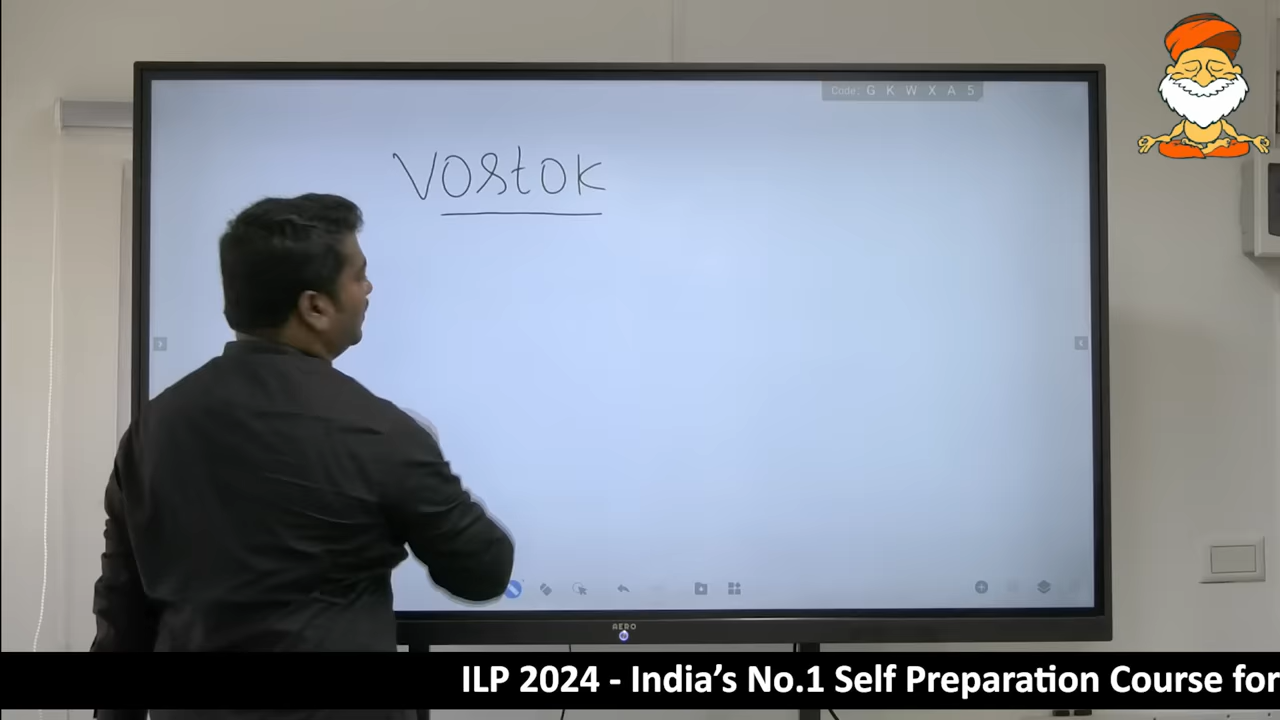 Code: G K W X A 5
Vostok
AERO
ILP 2024 - India’s No.1 Self Preparation Course for